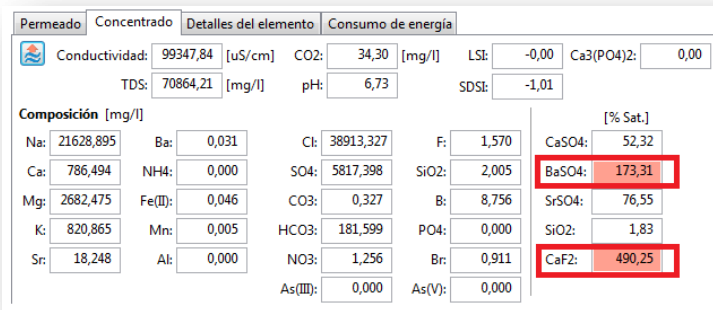 Permeado Concentrado Detalles del elemento Consumo de energía
Conductividad: 99347,84 [uS/cm] CO2: 34,30 [mg/l] LSI: -0,00 Ca3(PO4)2: 0,00
TDS: 70864,21 [mg/l] pH: 6,73 SDSI: -1,01
Composición [mg/l] [% Sat.]
Na: 21628,895 Ba: 0,031 Cl: 38913,327 F: 1,570 CaSO4: 52,32
Ca: 786,494 NH4: 0,000 SO4: 5817,398 SiO2: 2,005 BaSO4: 173,31
Mg: 2682,475 Fe(II): 0,046 CO3: 0,327 B: 8,756 SrSO4: 76,55
K: 820,865 Mn: 0,005 HCO3: 181,599 PO4: 0,000 SiO2: 1,83
Sr: 18,248 Al: 0,000 NO3: 1,256 Br: 0,911 CaF2: 490,25
As(III): 0,000 As(V): 0,000